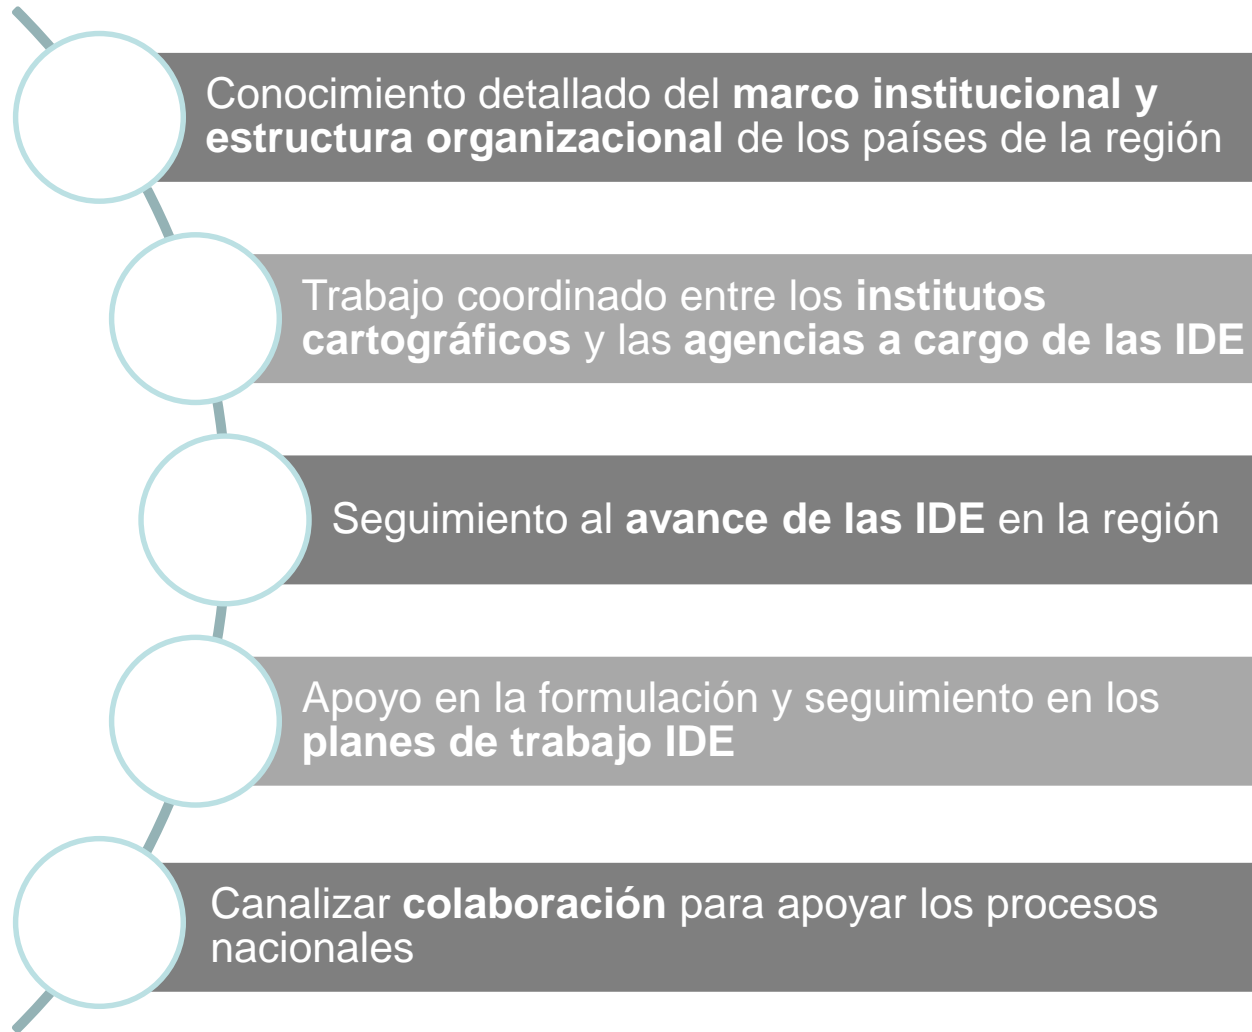 Conocimiento detallado del marco institucional y
estructura organizacional de los países de la región
Trabajo coordinado entre los institutos
cartográficos y las agencias a cargo de las IDE
Seguimiento al avance de las IDE en la región
Apoyo en la formulación y seguimiento en los
planes de trabajo IDE
Canalizar colaboración para apoyar los procesos
nacionales